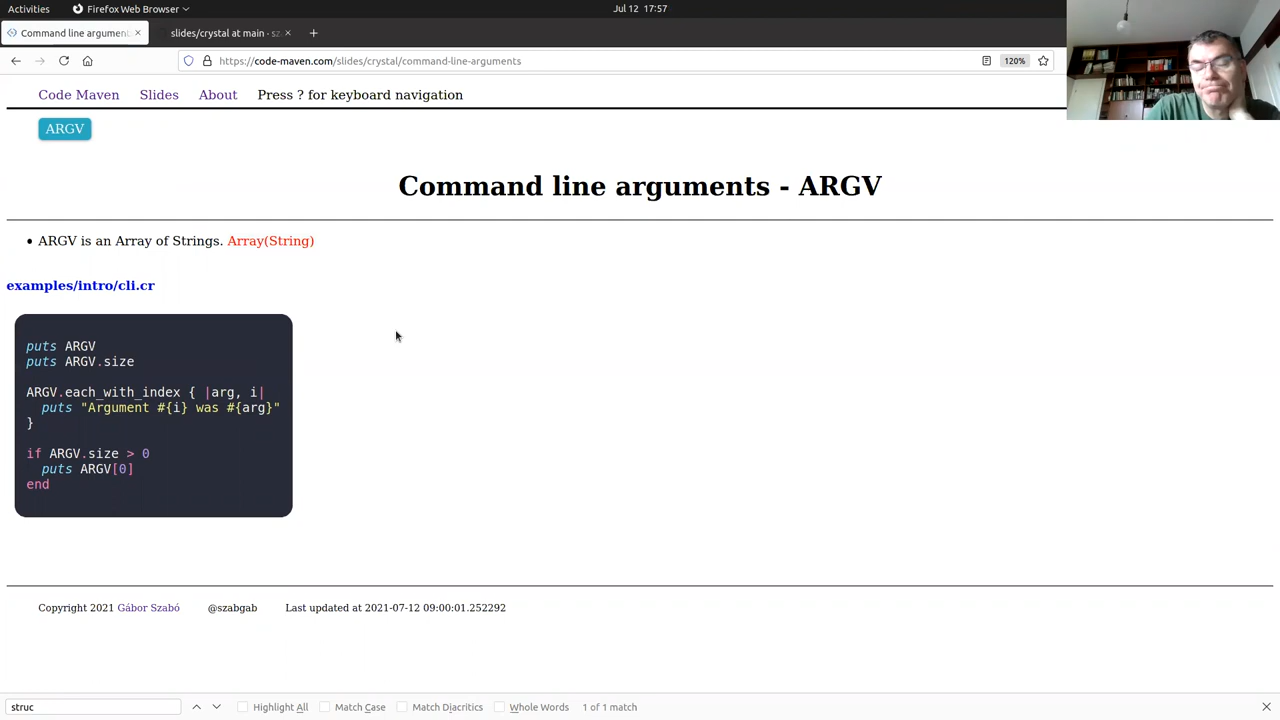 Activities
Firefox Web Browser
Jul 12 17:57
Command line argument
slides/crystal at main · sz
https://code-maven.com/slides/crystal/command-line-arguments
120%
Code Maven Slides About Press ? for keyboard navigation
ARGV
Command line arguments - ARGV
• ARGV is an Array of Strings. Array(String)
examples/intro/cli.cr
puts ARGV
puts ARGV.size
ARGV.each_with_index { |arg, i|
puts "Argument #{i} was #{arg}"
}
if ARGV.size > 0
puts ARGV[0]
end
Copyright 2021 Gábor Szabó @szabgab Last updated at 2021-07-12 09:00:01.252292
struc
Highlight All Match Case Match Diacritics Whole Words 1 of 1 match